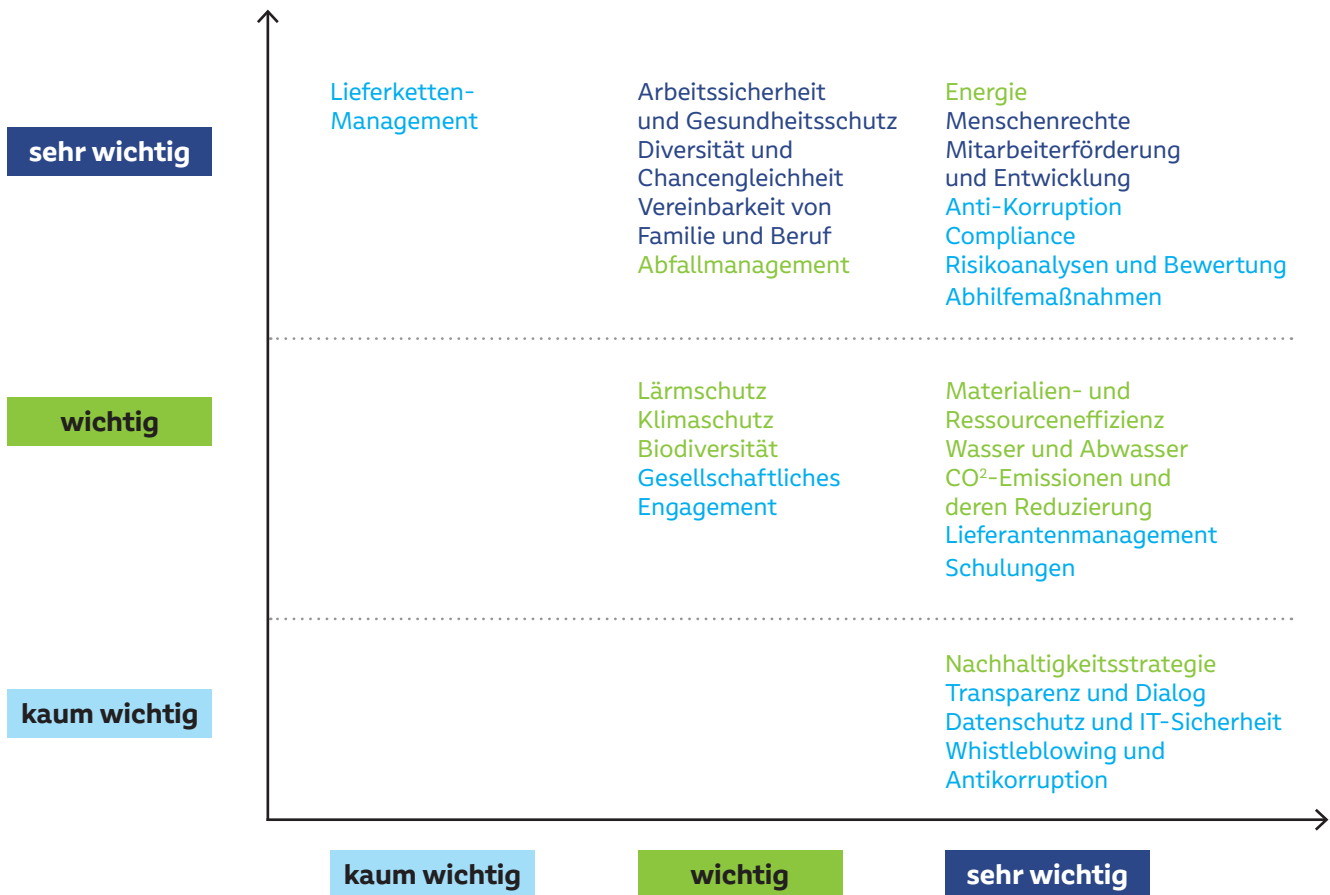 sehr wichtig
Lieferketten-
Management
Arbeitssicherheit
und Gesundheitsschutz
Diversität und
Chancengleichheit
Vereinbarkeit von
Familie und Beruf
Abfallmanagement
Energie
Menschenrechte
Mitarbeiterförderung
und Entwicklung
Anti-Korruption
Compliance
Risikoanalysen und Bewertung
Abhilfemaßnahmen
wichtig
Lärmschutz
Klimaschutz
Biodiversität
Gesellschaftliches
Engagement
Materialien- und
Ressourceneffizienz
Wasser und Abwasser
CO²-Emissionen und
deren Reduzierung
Lieferantenmanagement
Schulungen
kaum wichtig
Nachhaltigkeitsstrategie
Transparenz und Dialog
Datenschutz und IT-Sicherheit
Whistleblowing und
Antikorruption
kaum wichtig
wichtig
sehr wichtig